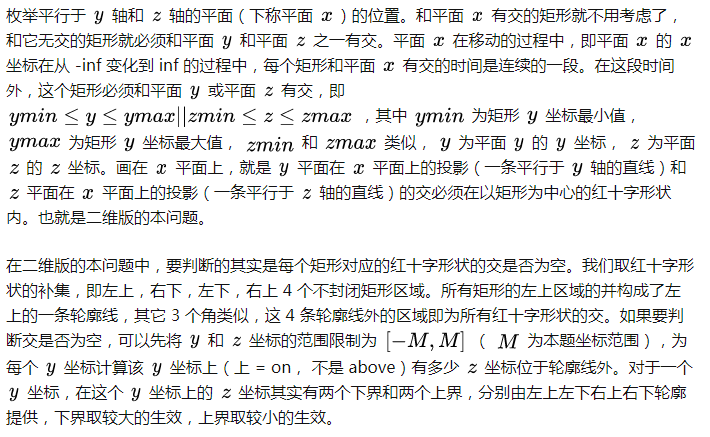 枚举平行于 y 轴和 z 轴的平面（下称平面 x ）的位置。和平面 x 有交的矩形就不用考虑了，
和它无交的矩形就必须和平面 y 和平面 z 之一有交。平面 x 在移动的过程中，即平面 x 的 x
坐标在从 -inf 变化到 inf 的过程中，每个矩形和平面 x 有交的时间是连续的一段。在这段时间
外，这个矩形必须和平面 y 或平面 z 有交，即
ymin ≤ y ≤ ymax||zmin ≤ z ≤ zmax ，其中 ymin 为矩形 y 坐标最小值，
ymax 为矩形 y 坐标最大值， zmin 和 zmax 类似， y 为平面 y 的 y 坐标， z 为平面
z 的 z 坐标。画在 x 平面上，就是 y 平面在 x 平面上的投影（一条平行于 y 轴的直线）和
z 平面在 x 平面上的投影（一条平行于 z 轴的直线）的交必须在以矩形为中心的红十字形状
内。也就是二维版的本问题。
在二维版的本问题中，要判断的其实是每个矩形对应的红十字形状的交是否为空。我们取红十字形
状的补集，即左上，右下，左下，右上 4 个不封闭矩形区域。所有矩形的左上区域的并构成了左
上的一条轮廓线，其它 3 个角类似，这 4 条轮廓线外的区域即为所有红十字形状的交。如果要判
断交是否为空，可以先将 y 和 z 坐标的范围限制为 [−M, M] （ M 为本题坐标范围），为
每个 y 坐标计算该 y 坐标上（上 = on， 不是 above）有多少 z 坐标位于轮廓线外。对于一个
y 坐标，在这个 y 坐标上的 z 坐标其实有两个下界和两个上界，分别由左上左下右上右下轮廓
提供，下界取较大的生效，上界取较小的生效。